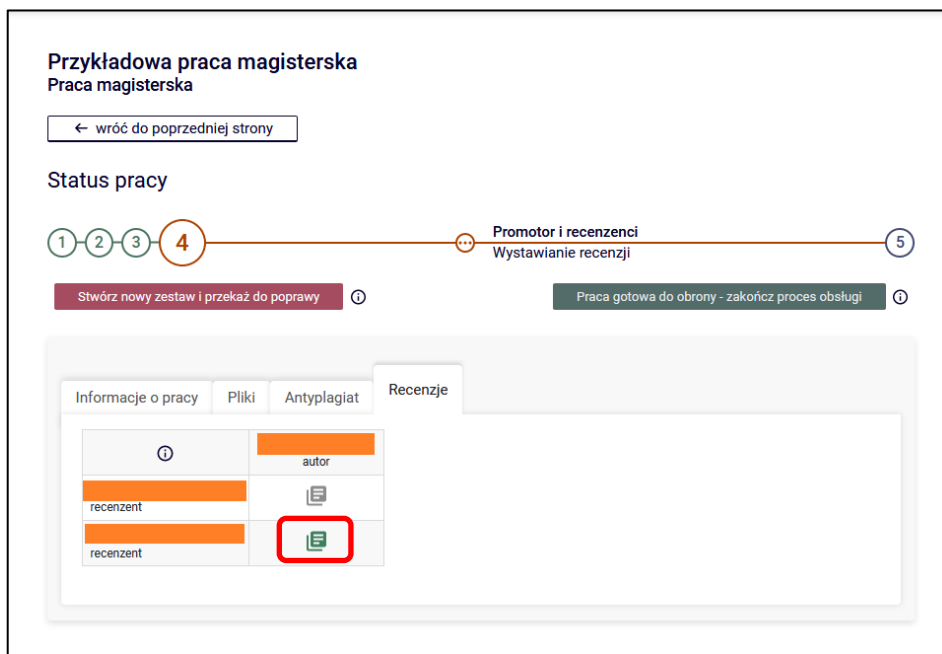 Przykładowa praca magisterska
Praca magisterska
← wróć do poprzedniej strony
Status pracy
1 2 3 4 Promotor i recenzenci 5
Wystawianie recenzji
Stwórz nowy zestaw i przekaż do poprawy
Praca gotowa do obrony - zakończ proces obsługi
Informacje o pracy Pliki Antyplagiat Recenzje
autor
recenzent
recenzent